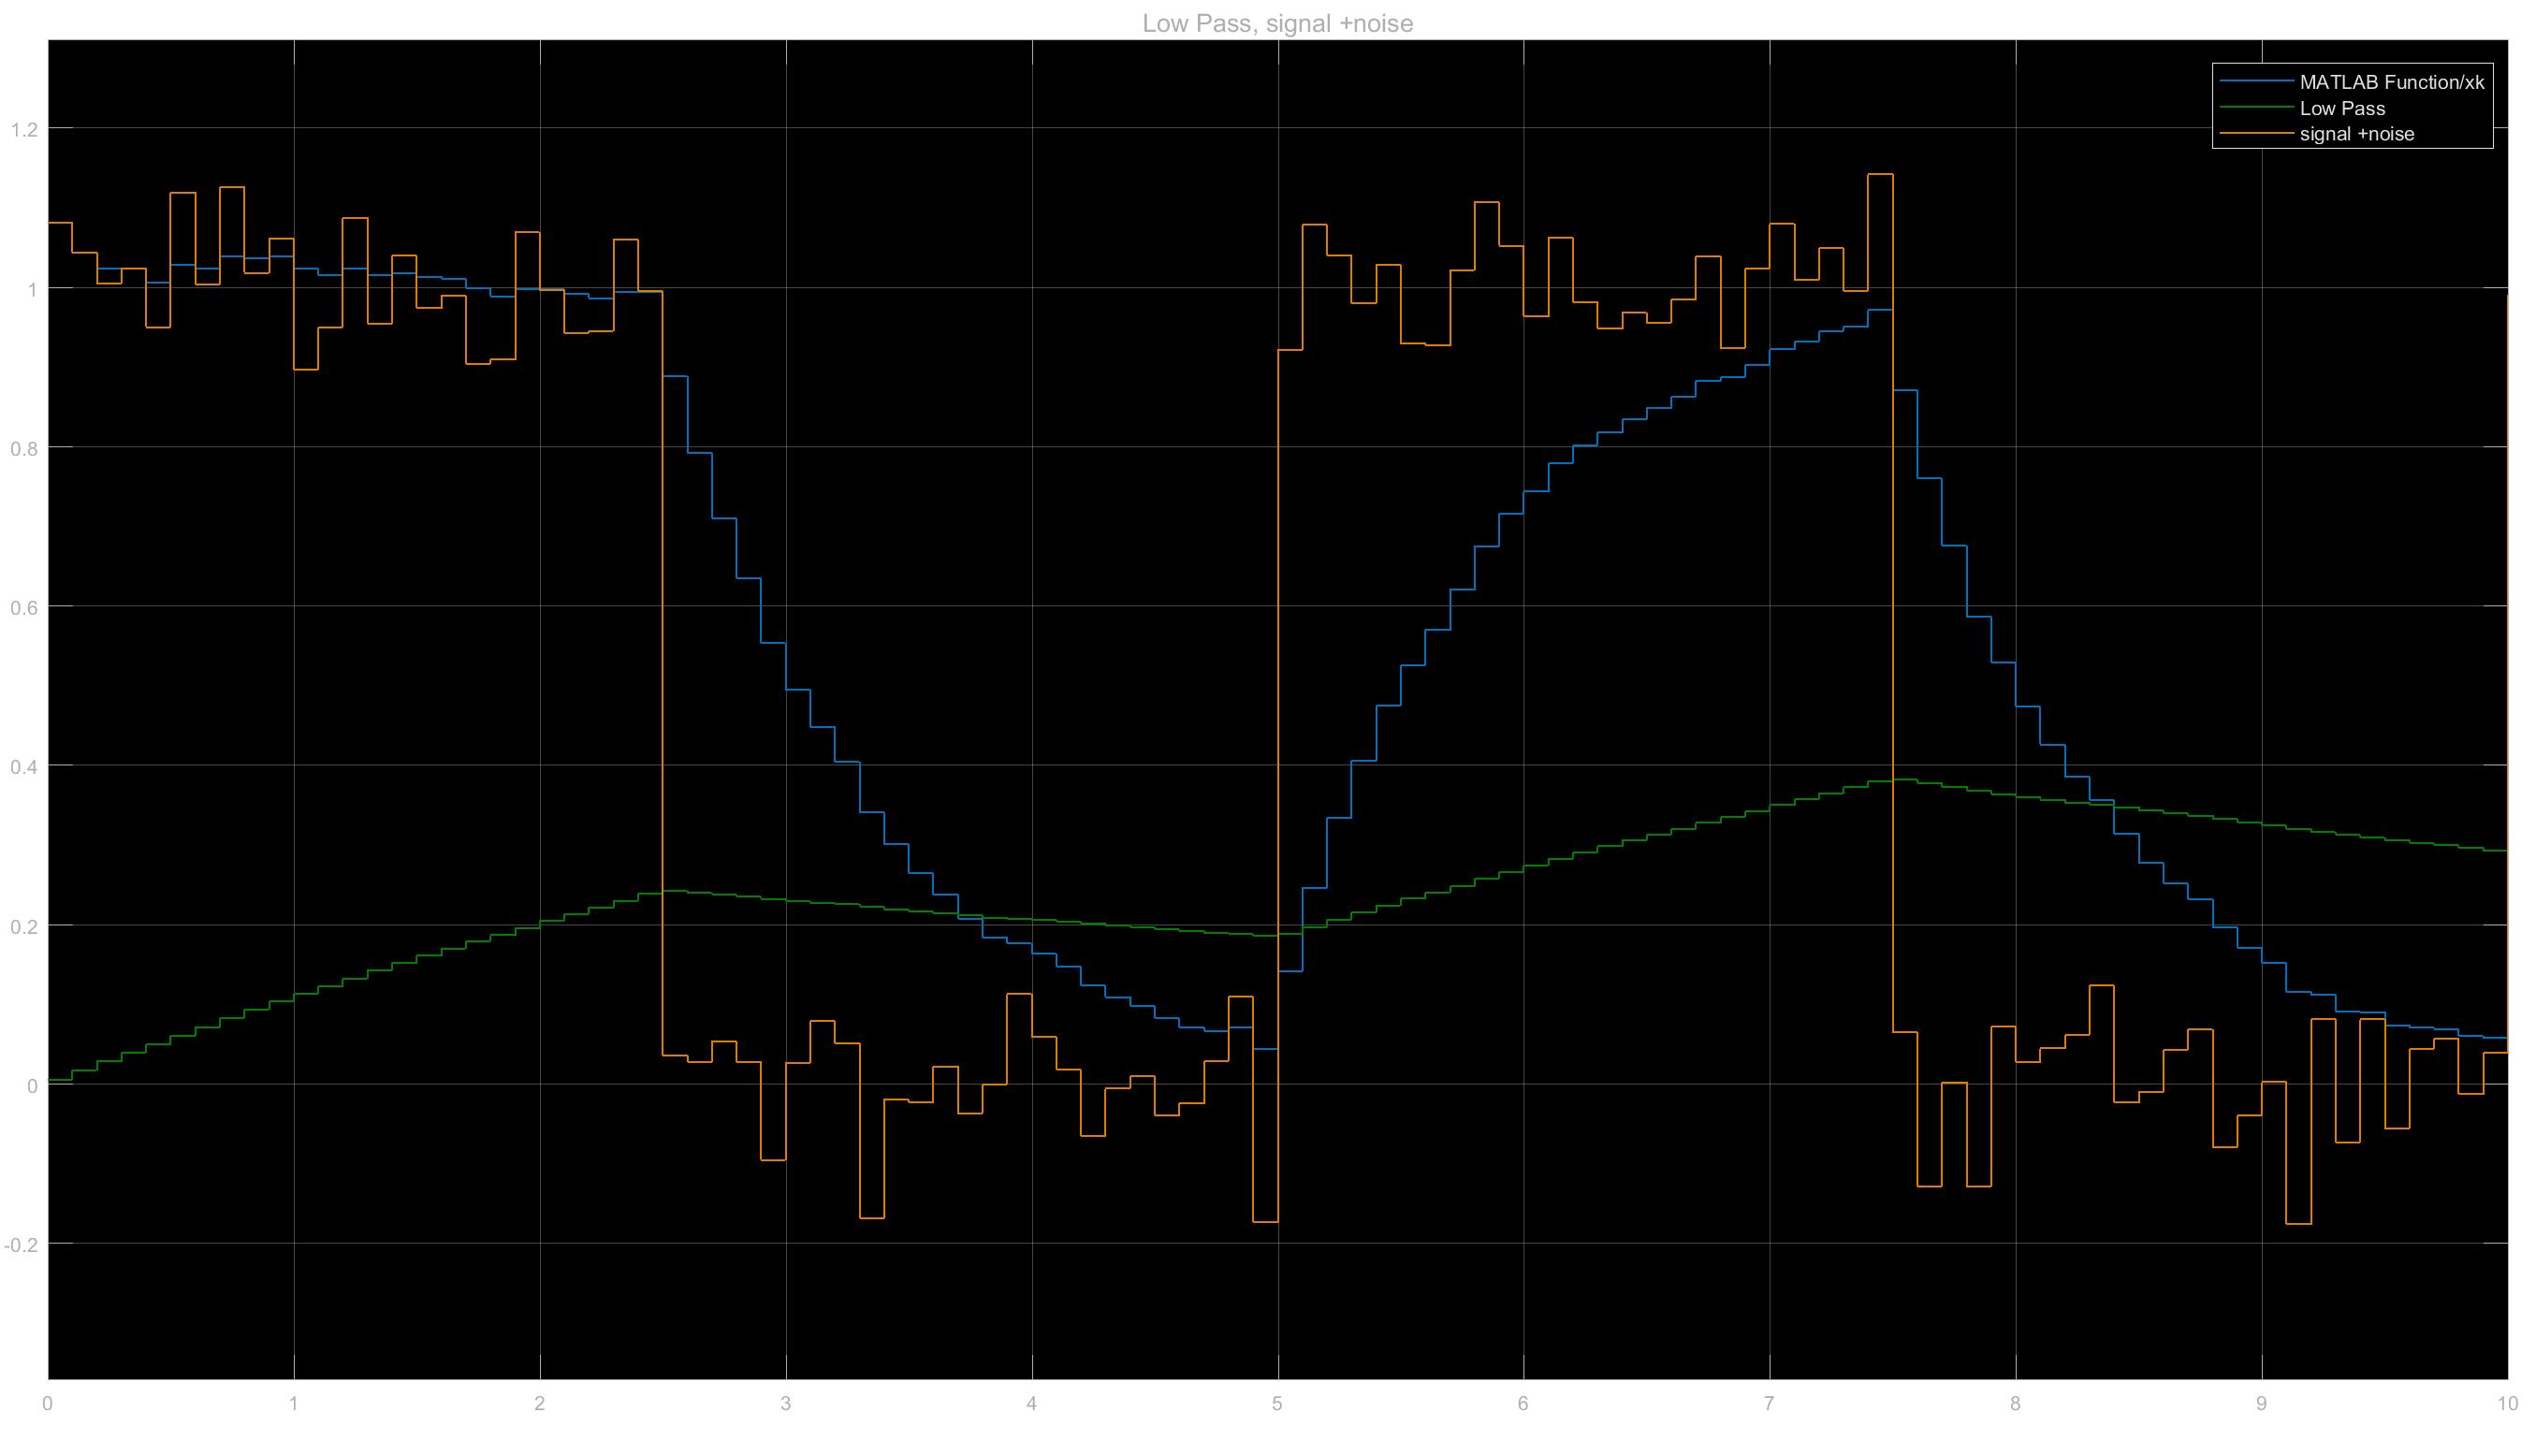 Low Pass, signal +noise
MATLAB Function/xk
Low Pass
signal +noise
1.2
1
0.8
0.6
0.4
0.2
0
-0.2
0 1 2 3 4 5 6 7 8 9 10